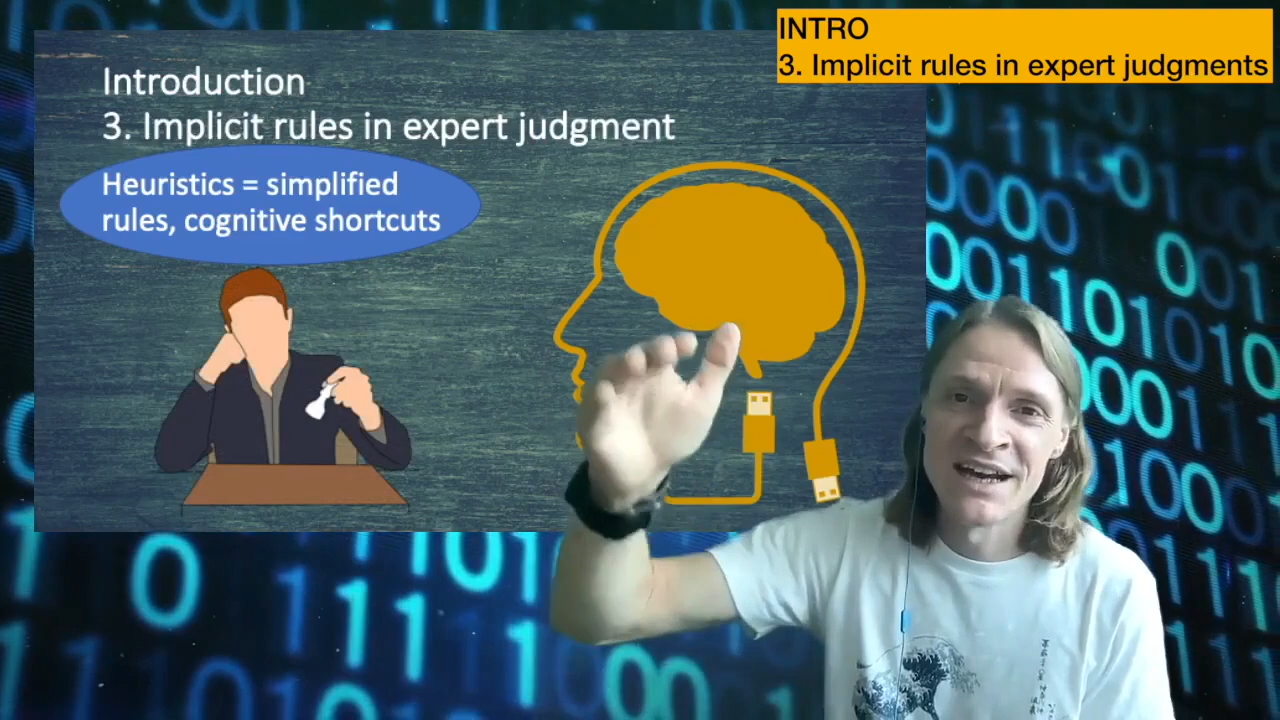 INTRO
3. Implicit rules in expert judgments
Introduction
3. Implicit rules in expert judgment
Heuristics = simplified
rules, cognitive shortcuts